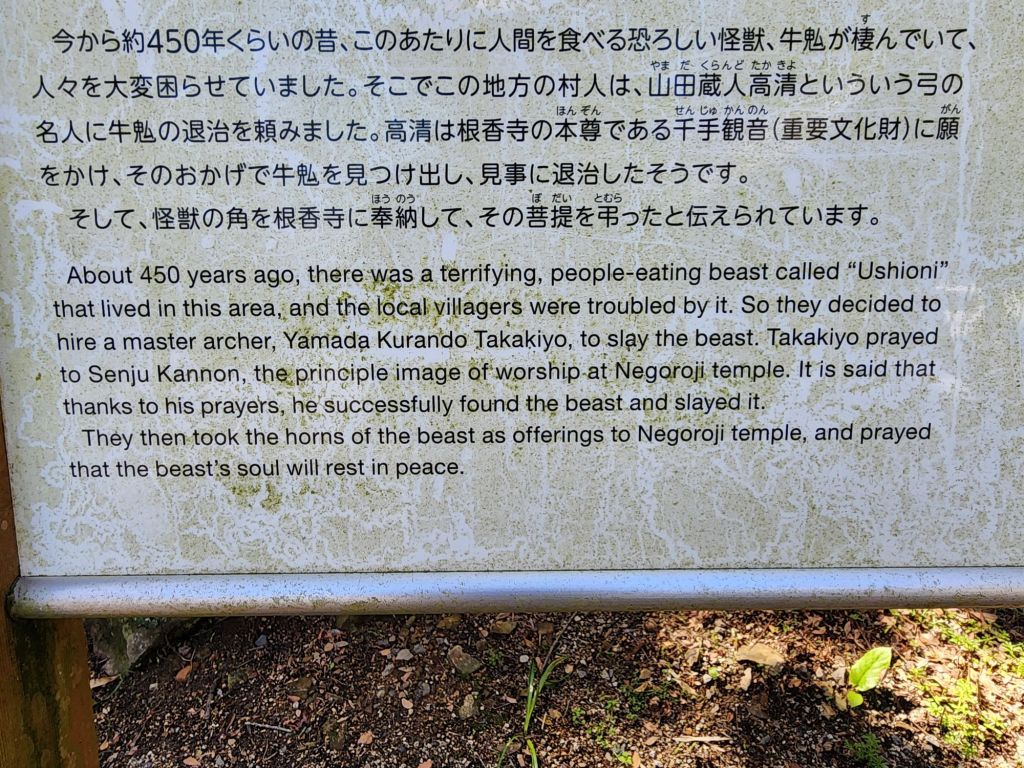 今から約450年くらいの昔、このあたりに人間を食べる恐ろしい怪獣、牛鬼が棲んでいて、
人々を大変困らせていました。そこでこの地方の村人は、山田蔵人高清といういう弓の
名人に牛鬼の退治を頼みました。高清は根香寺の本尊である千手観音(重要文化財)に願
をかけ、そのおかげで牛鬼を見つけ出し、見事に退治したそうです。
そして、怪獣の角を根香寺に奉納して、その菩提を弔ったと伝えられています。
About 450 years ago, there was a terrifying, people-eating beast called “Ushioni”
that lived in this area, and the local villagers were troubled by it. So they decided to
hire a master archer, Yamada Kurando Takakiyo, to slay the beast. Takakiyo prayed
to Senju Kannon, the principle image of worship at Negoroji temple. It is said that
thanks to his prayers, he successfully found the beast and slayed it.
They then took the horns of the beast as offerings to Negoroji temple, and prayed
that the beast’s soul will rest in peace.